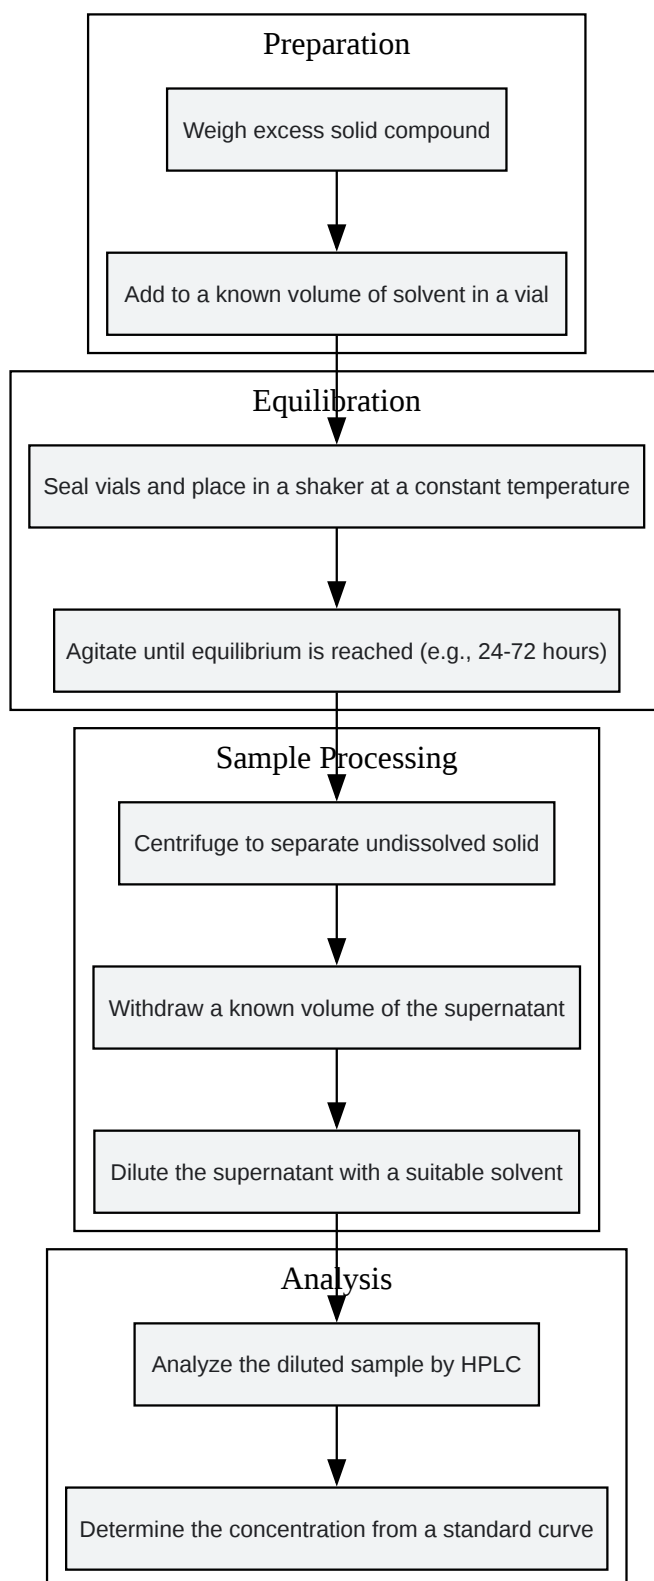 Preparation
Weigh excess solid compound
Add to a known volume of solvent in a vial
Equilibration
Seal vials and place in a shaker at a constant temperature
Agitate until equilibrium is reached (e.g., 24-72 hours)
Sample Processing
Centrifuge to separate undissolved solid
Withdraw a known volume of the supernatant
Dilute the supernatant with a suitable solvent
Analysis
Analyze the diluted sample by HPLC
Determine the concentration from a standard curve